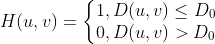 H(u, v) = { 1, D(u, v) ≤ D₀
0, D(u, v) > D₀